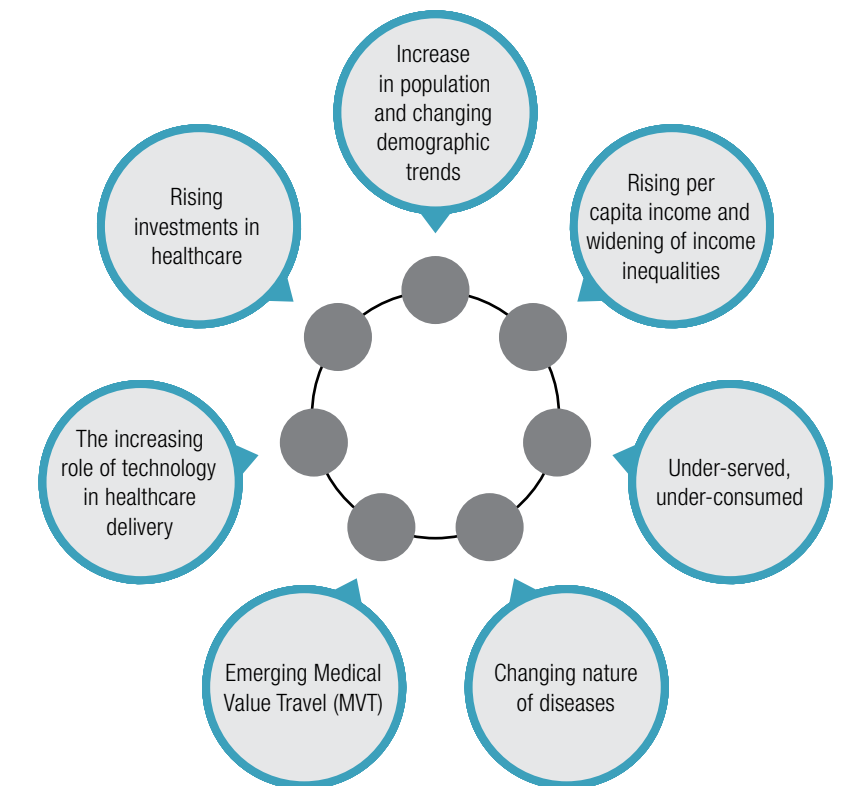 Increase
in population
and changing
demographic
trends
Rising per
capita income and
widening of income
inequalities
Under-served,
under-consumed
Changing nature
of diseases
Emerging Medical
Value Travel (MVT)
The increasing
role of technology
in healthcare
delivery
Rising
investments in
healthcare